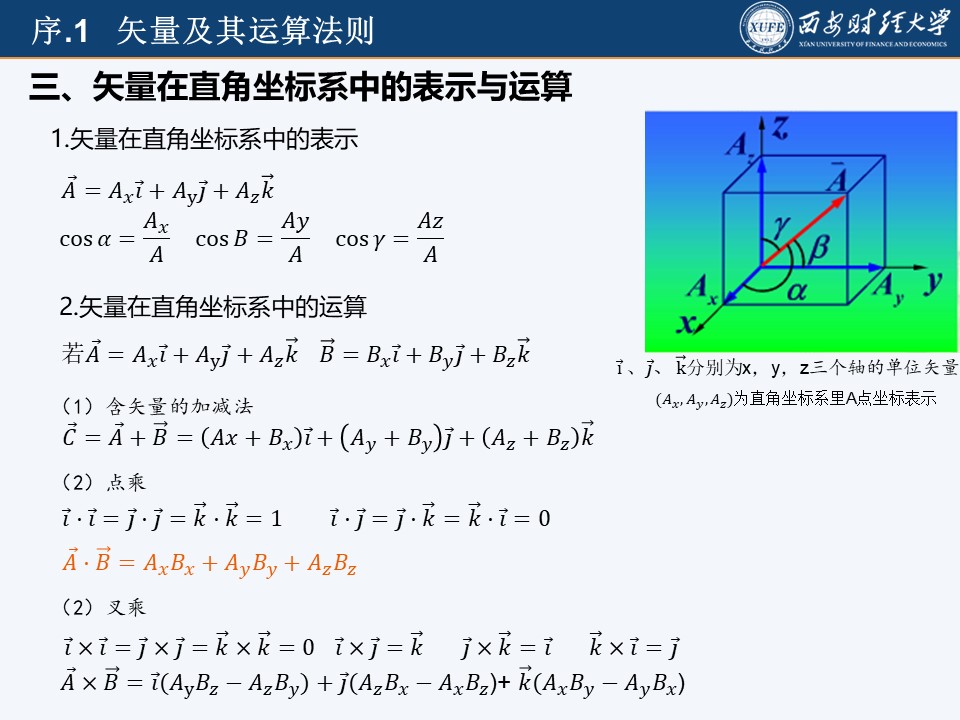 序.1 矢量及其运算法则
XUFE
西安财经大学
XI'AN UNIVERSITY OF FINANCE AND ECONOMICS
三、矢量在直角坐标系中的表示与运算
1.矢量在直角坐标系中的表示
$\vec{A} = A_x\vec{i} + A_y\vec{j} + A_z\vec{k}$
$\cos\alpha = \frac{A_x}{A}$ $\cos B = \frac{Ay}{A}$ $\cos\gamma = \frac{Az}{A}$
z
A_z
$\vec{A}$
γ
β
α
A_x
A_y
y
x
$\vec{i}$、$\vec{j}$、$\vec{k}$分别为x，y，z三个轴的单位矢量
$(A_x, A_y, A_z)$为直角坐标系里A点坐标表示
2.矢量在直角坐标系中的运算
若$\vec{A} = A_x\vec{i} + A_y\vec{j} + A_z\vec{k}$ $\vec{B} = B_x\vec{i} + B_y\vec{j} + B_z\vec{k}$
（1）含矢量的加减法
$\vec{C} = \vec{A} + \vec{B} = (Ax + B_x)\vec{i} + (A_y + B_y)\vec{j} + (A_z + B_z)\vec{k}$
（2）点乘
$\vec{i}\cdot\vec{i} = \vec{j}\cdot\vec{j} = \vec{k}\cdot\vec{k} = 1$ $\vec{i}\cdot\vec{j} = \vec{j}\cdot\vec{k} = \vec{k}\cdot\vec{i} = 0$
$\vec{A}\cdot\vec{B} = A_xB_x + A_yB_y + A_zB_z$
（2）叉乘
$\vec{i}\times\vec{i} = \vec{j}\times\vec{j} = \vec{k}\times\vec{k} = 0$ $\vec{i}\times\vec{j} = \vec{k}$ $\vec{j}\times\vec{k} = \vec{i}$ $\vec{k}\times\vec{i} = \vec{j}$
$\vec{A}\times\vec{B} = \vec{i}(A_yB_z - A_zB_y) + \vec{j}(A_zB_x - A_xB_z) + \vec{k}(A_xB_y - A_yB_x)$